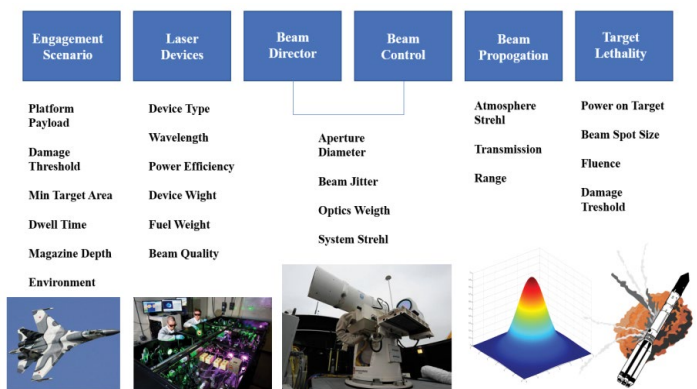 Engagement
Scenario
Laser
Devices
Beam
Director
Beam
Control
Beam
Propogation
Target
Lethality
Platform
Payload
Damage
Threshold
Min Target Area
Dwell Time
Magazine Depth
Environment
Device Type
Wavelength
Power Efficiency
Device Wight
Fuel Weight
Beam Quality
Aperture
Diameter
Beam Jitter
Optics Weigth
System Strehl
Atmosphere
Strehl
Transmission
Range
Power on Target
Beam Spot Size
Fluence
Damage
Treshold